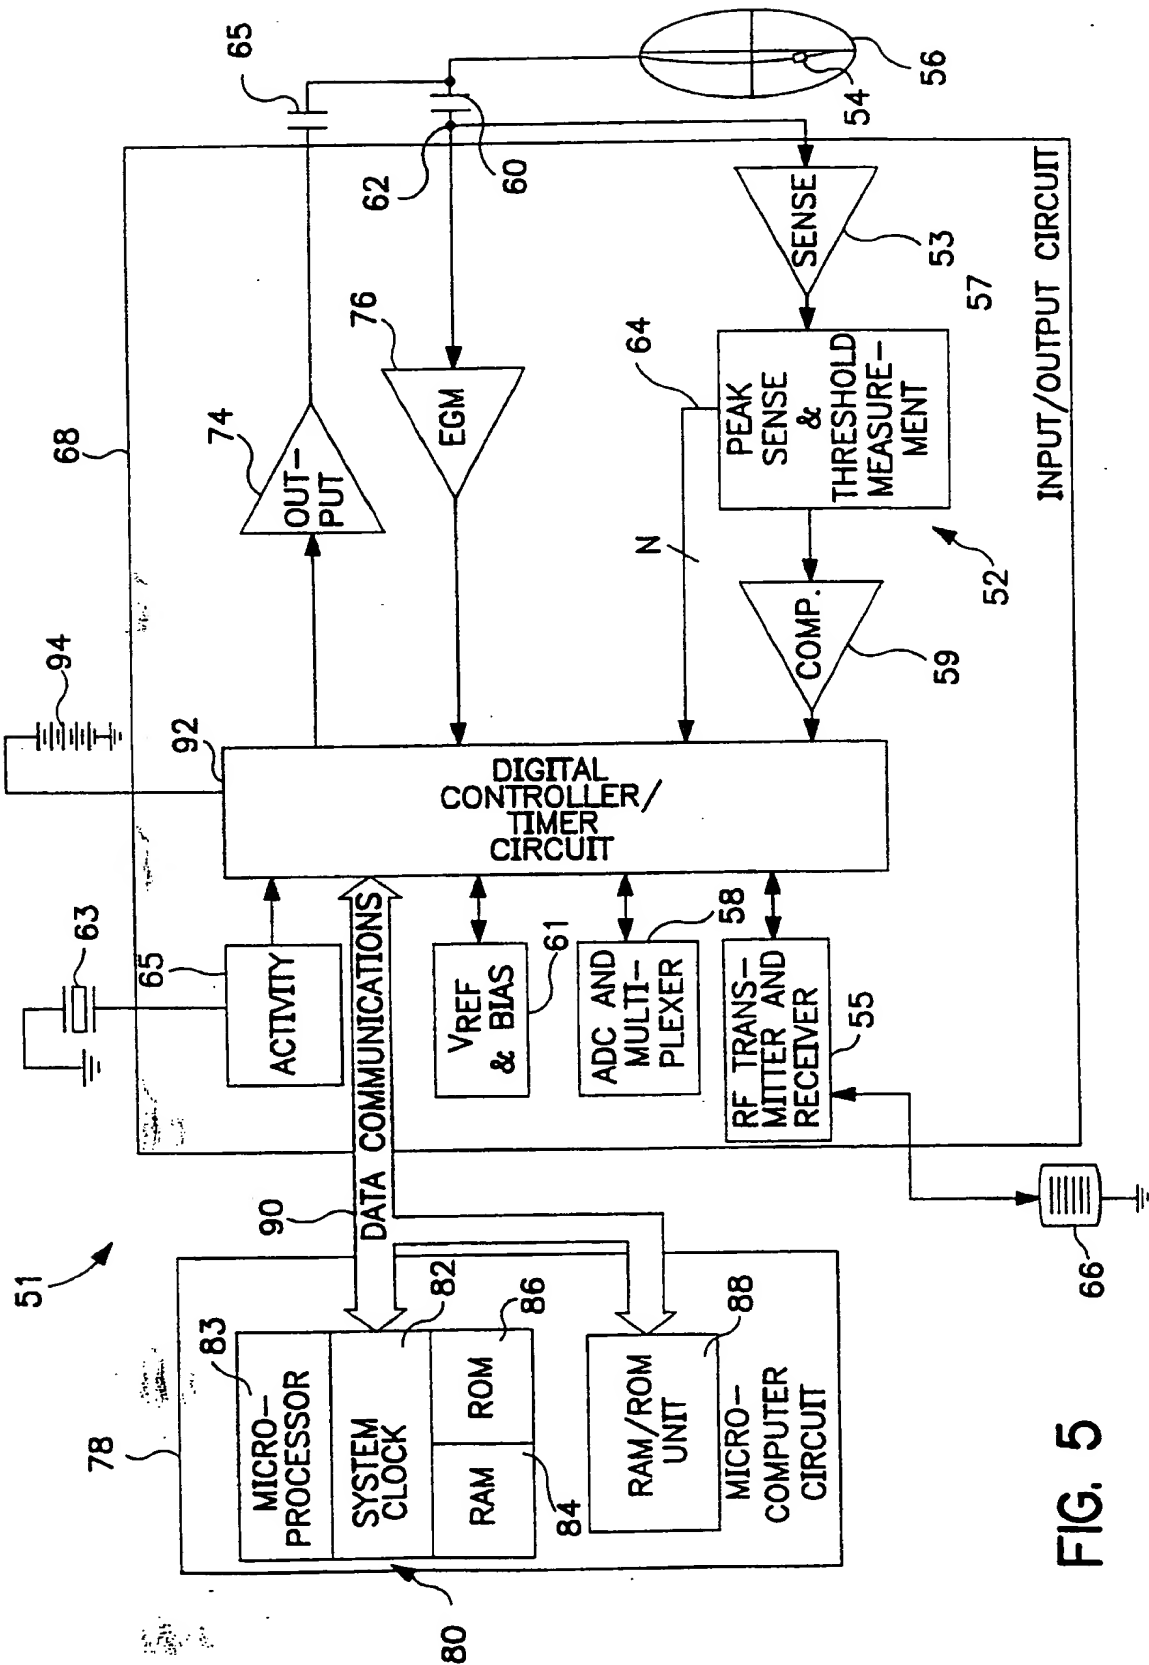 51
78
83
MICRO-
PROCESSOR
SYSTEM
CLOCK
82
RAM
ROM
86
84
80
RAM/ROM
UNIT
88
MICRO-
COMPUTER
CIRCUIT
90
DATA COMMUNICATIONS
63
65
ACTIVITY
VREF
& BIAS
61
ADC AND
MULTI-
PLEXER
58
RF TRANS-
MITTER AND
RECEIVER
55
66
94
92
DIGITAL
CONTROLLER/
TIMER
CIRCUIT
68
74
OUT-
PUT
76
EGM
N
64
COMP.
59
PEAK
SENSE
&
THRESHOLD
MEASURE-
MENT
52
57
SENSE
53
62
60
65
54
56
INPUT/OUTPUT CIRCUIT
FIG. 5